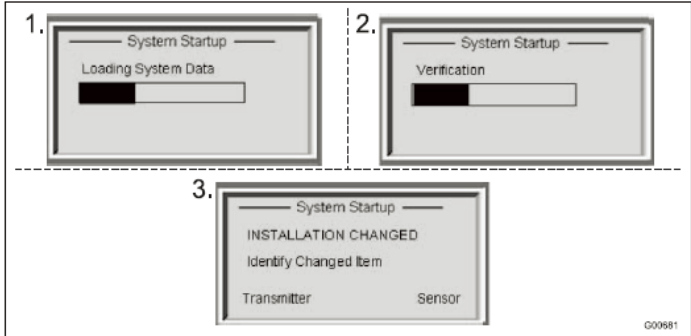 1.
System Startup
Loading System Data
2.
System Startup
Verification
3.
System Startup
INSTALLATION CHANGED
Identify Changed Item
Transmitter Sensor
G00681